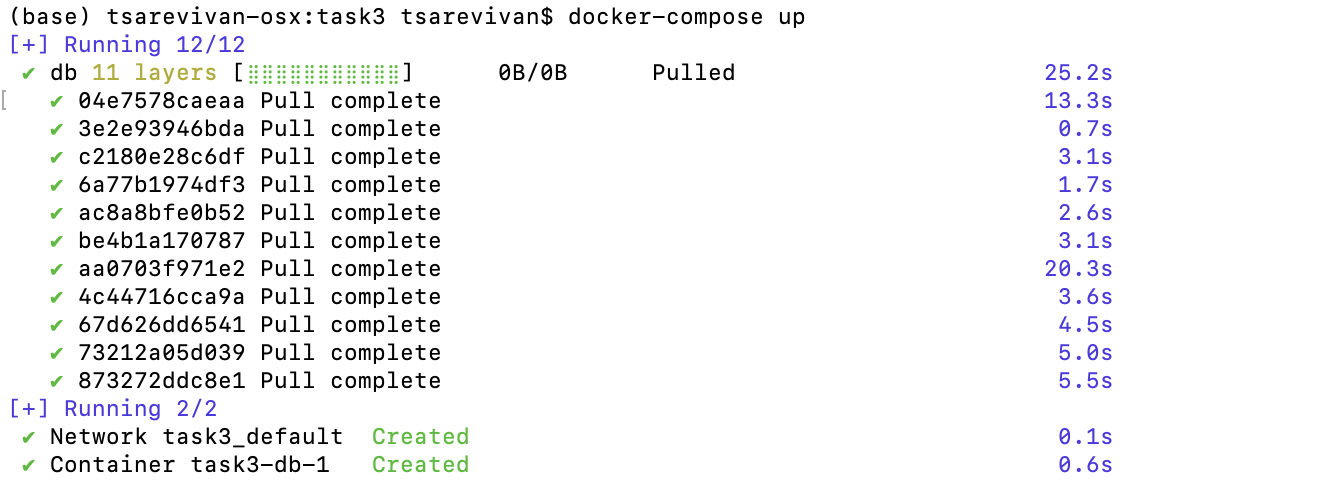 (base) tsarevivan-osx:task3 tsarevivan$ docker-compose up
[+] Running 12/12
✔ db 11 layers [⣿⣿⣿⣿⣿⣿⣿⣿⣿⣿⣿] 0B/0B Pulled 25.2s
[ ✔ 04e7578caeaa Pull complete 13.3s
✔ 3e2e93946bda Pull complete 0.7s
✔ c2180e28c6df Pull complete 3.1s
✔ 6a77b1974df3 Pull complete 1.7s
✔ ac8a8bfe0b52 Pull complete 2.6s
✔ be4b1a170787 Pull complete 3.1s
✔ aa0703f971e2 Pull complete 20.3s
✔ 4c44716cca9a Pull complete 3.6s
✔ 67d626dd6541 Pull complete 4.5s
✔ 73212a05d039 Pull complete 5.0s
✔ 873272ddc8e1 Pull complete 5.5s
[+] Running 2/2
✔ Network task3_default Created 0.1s
✔ Container task3-db-1 Created 0.6s